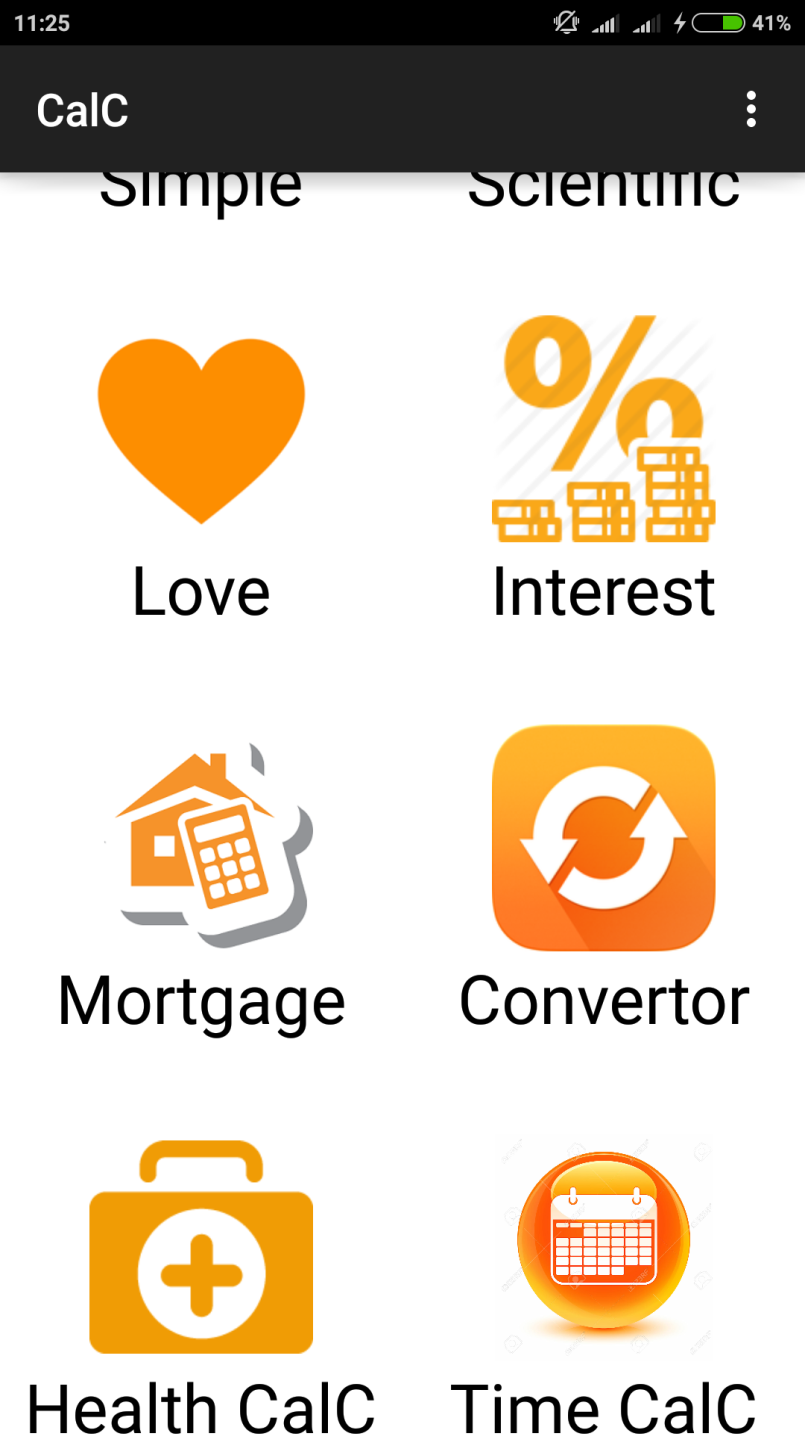 11:25 41%
CalC
Simple Scientific
Love Interest
Mortgage Convertor
Health CalC Time CalC